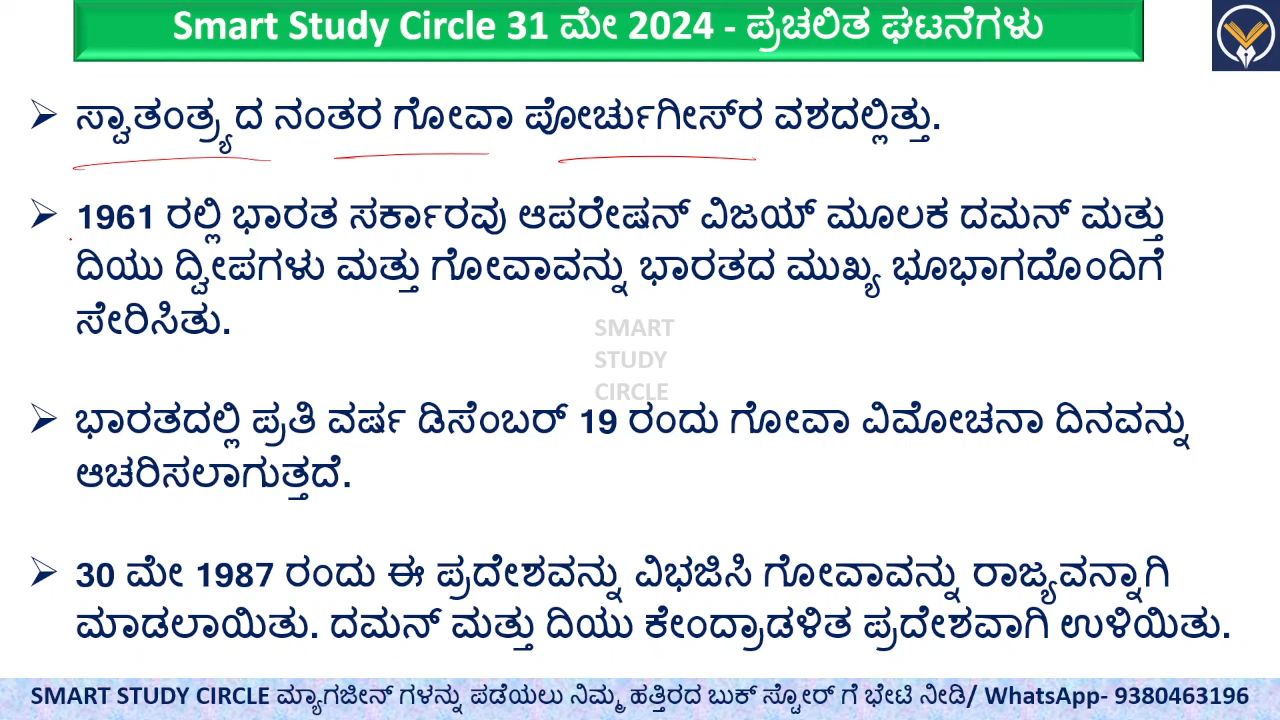 Smart Study Circle 31 ಮೇ 2024 - ಪ್ರಚಲಿತ ಘಟನೆಗಳು
➢ ಸ್ವಾತಂತ್ರ್ಯದ ನಂತರ ಗೋವಾ ಪೋರ್ಚುಗೀಸ್‌ರ ವಶದಲ್ಲಿತ್ತು.
➢ 1961 ರಲ್ಲಿ ಭಾರತ ಸರ್ಕಾರವು ಆಪರೇಷನ್ ವಿಜಯ್ ಮೂಲಕ ದಮನ್ ಮತ್ತು
ದಿಯು ದ್ವೀಪಗಳು ಮತ್ತು ಗೋವಾವನ್ನು ಭಾರತದ ಮುಖ್ಯ ಭೂಭಾಗದೊಂದಿಗೆ
ಸೇರಿಸಿತು.
SMART
STUDY
CIRCLE
➢ ಭಾರತದಲ್ಲಿ ಪ್ರತಿ ವರ್ಷ ಡಿಸೆಂಬರ್ 19 ರಂದು ಗೋವಾ ವಿಮೋಚನಾ ದಿನವನ್ನು
ಆಚರಿಸಲಾಗುತ್ತದೆ.
➢ 30 ಮೇ 1987 ರಂದು ಈ ಪ್ರದೇಶವನ್ನು ವಿಭಜಿಸಿ ಗೋವಾವನ್ನು ರಾಜ್ಯವನ್ನಾಗಿ
ಮಾಡಲಾಯಿತು. ದಮನ್ ಮತ್ತು ದಿಯು ಕೇಂದ್ರಾಡಳಿತ ಪ್ರದೇಶವಾಗಿ ಉಳಿಯಿತು.
SMART STUDY CIRCLE ಮ್ಯಾಗಜೀನ್ ಗಳನ್ನು ಪಡೆಯಲು ನಿಮ್ಮ ಹತ್ತಿರದ ಬುಕ್ ಸ್ಟೋರ್ ಗೆ ಭೇಟಿ ನೀಡಿ/ WhatsApp- 9380463196